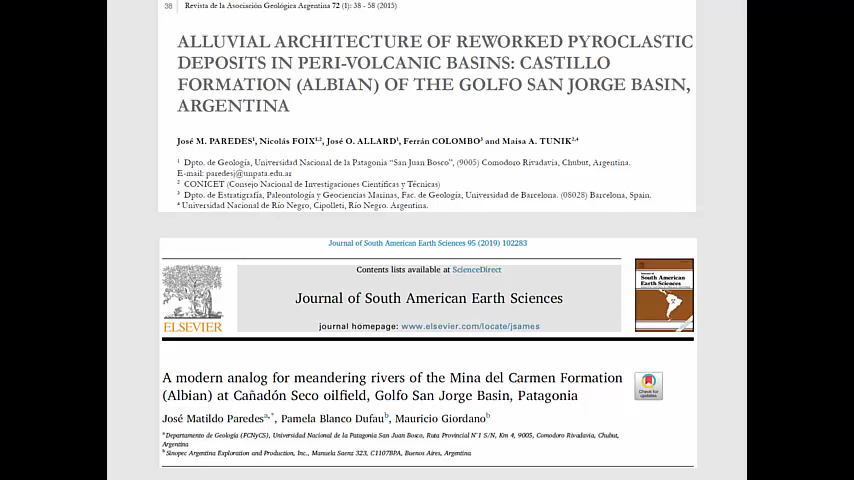 38 Revista de la Asociación Geológica Argentina 72 (1): 38 - 58 (2015)
ALLUVIAL ARCHITECTURE OF REWORKED PYROCLASTIC
DEPOSITS IN PERI-VOLCANIC BASINS: CASTILLO
FORMATION (ALBIAN) OF THE GOLFO SAN JORGE BASIN,
ARGENTINA
José M. PAREDES¹, Nicolás FOIX¹,², José O. ALLARD¹, Ferrán COLOMBO³ and Maisa A. TUNIK²,⁴
¹ Dpto. de Geología, Universidad Nacional de la Patagonia “San Juan Bosco”, (9005) Comodoro Rivadavia, Chubut, Argentina.
E-mail: paredesj@unpata.edu.ar
² CONICET (Consejo Nacional de Investigaciones Científicas y Técnicas)
³ Dpto. de Estratigrafía, Paleontología y Geociencias Marinas, Fac. de Geología, Universidad de Barcelona. (08028) Barcelona, Spain.
⁴ Universidad Nacional de Río Negro, Cipolleti, Río Negro. Argentina.
Journal of South American Earth Sciences 95 (2019) 102283
Contents lists available at ScienceDirect
Journal of South American Earth Sciences
journal homepage: www.elsevier.com/locate/jsames
ELSEVIER
South American
Earth Sciences
A modern analog for meandering rivers of the Mina del Carmen Formation
(Albian) at Cañadón Seco oilfield, Golfo San Jorge Basin, Patagonia
Check for
updates
José Matildo Paredesᵃ,*, Pamela Blanco Dufauᵇ, Mauricio Giordanoᵇ
ᵃ Departamento de Geología (FCNyCS), Universidad Nacional de la Patagonia San Juan Bosco, Ruta Provincial N°1 S/N, Km 4, 9005, Comodoro Rivadavia, Chubut,
Argentina
ᵇ Sinopec Argentina Exploration and Production, Inc., Manuela Saenz 323, C1107BPA, Buenos Aires, Argentina